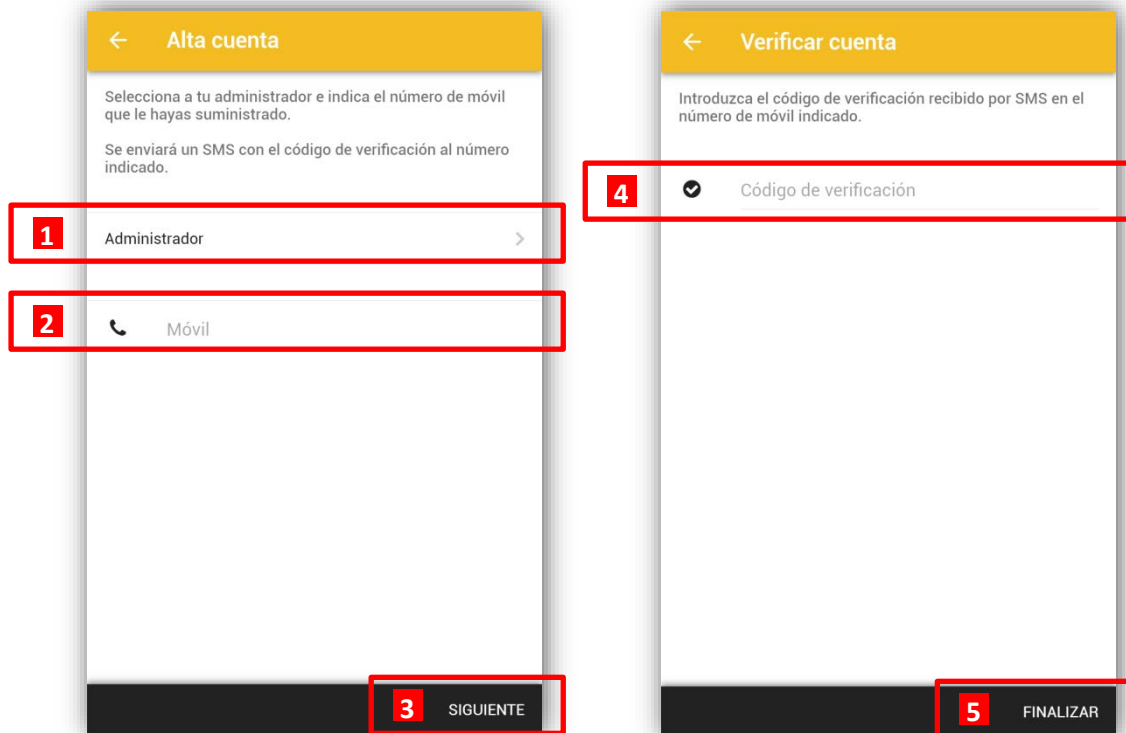 Alta cuenta
Selecciona a tu administrador e indica el número de móvil
que le hayas suministrado.
Se enviará un SMS con el código de verificación al número
indicado.
1
Administrador
2
Móvil
3
SIGUIENTE
Verificar cuenta
Introduzca el código de verificación recibido por SMS en el
número de móvil indicado.
4
Código de verificación
5
FINALIZAR